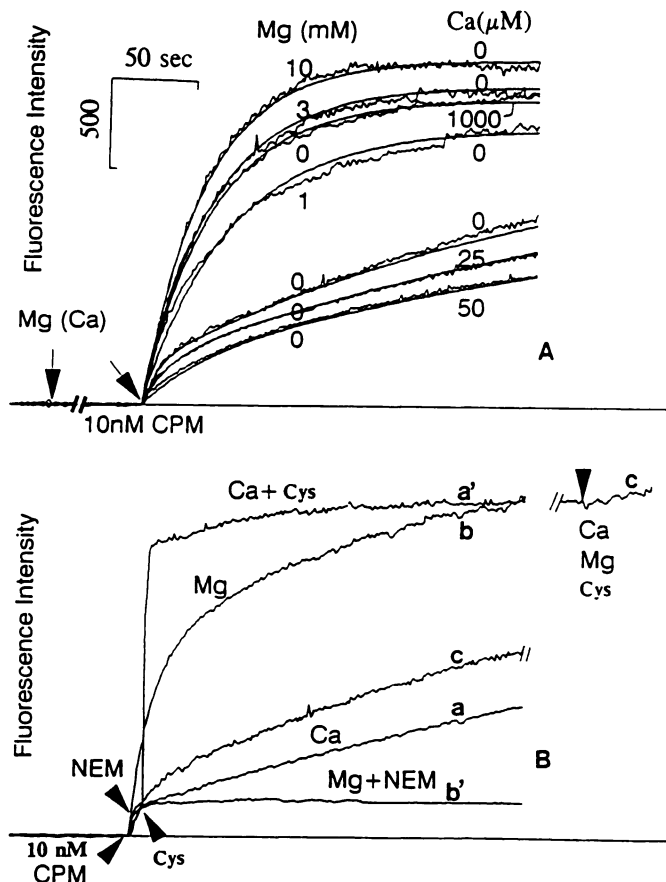 Mg (mM)
Ca(μM)
50 sec
500
Fluorescence Intensity
10
0
3
0
0
1000
1
0
0
0
0
25
0
50
Mg (Ca)
10nM CPM
A
Ca+ Cys
a'
b
Mg
c
Ca
Mg
Cys
Fluorescence Intensity
c
a
Ca
NEM
Mg+NEM
b'
B
10 nM
CPM
Cys